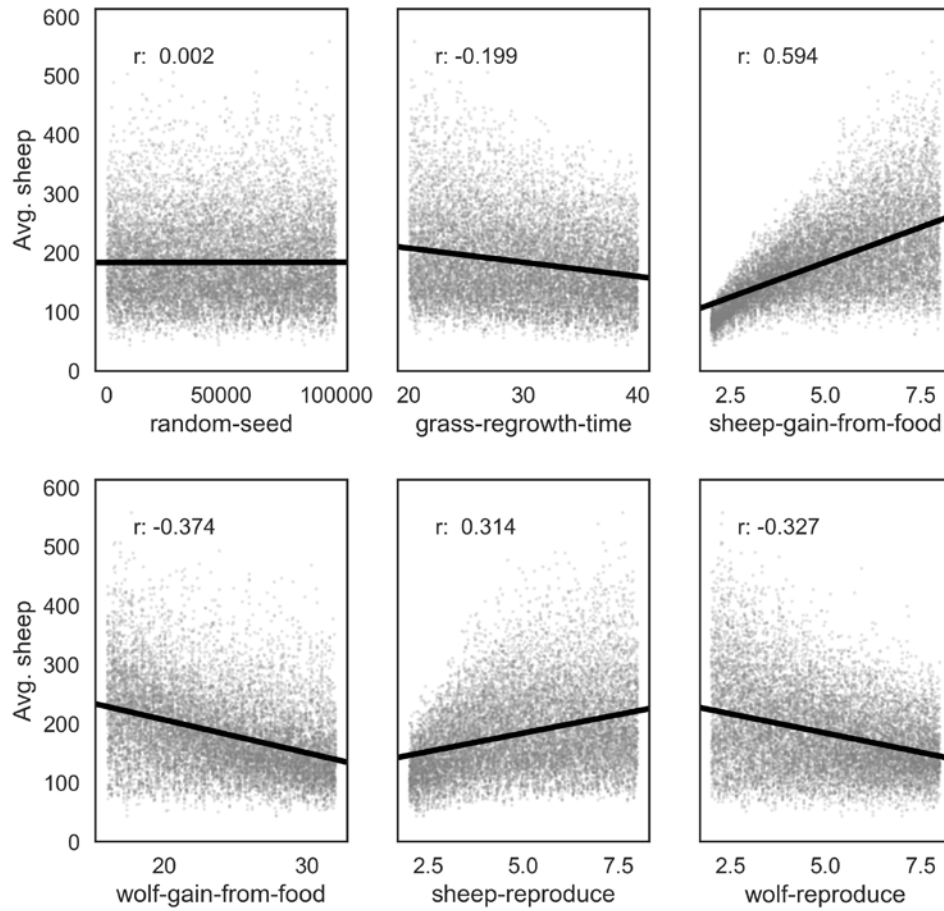 600
500
400
300
200
100
0
Avg. sheep
r: 0.002
0 50000 100000
random-seed
r: -0.199
20 30 40
grass-regrowth-time
r: 0.594
2.5 5.0 7.5
sheep-gain-from-food
600
500
400
300
200
100
0
Avg. sheep
r: -0.374
20 30
wolf-gain-from-food
r: 0.314
2.5 5.0 7.5
sheep-reproduce
r: -0.327
2.5 5.0 7.5
wolf-reproduce